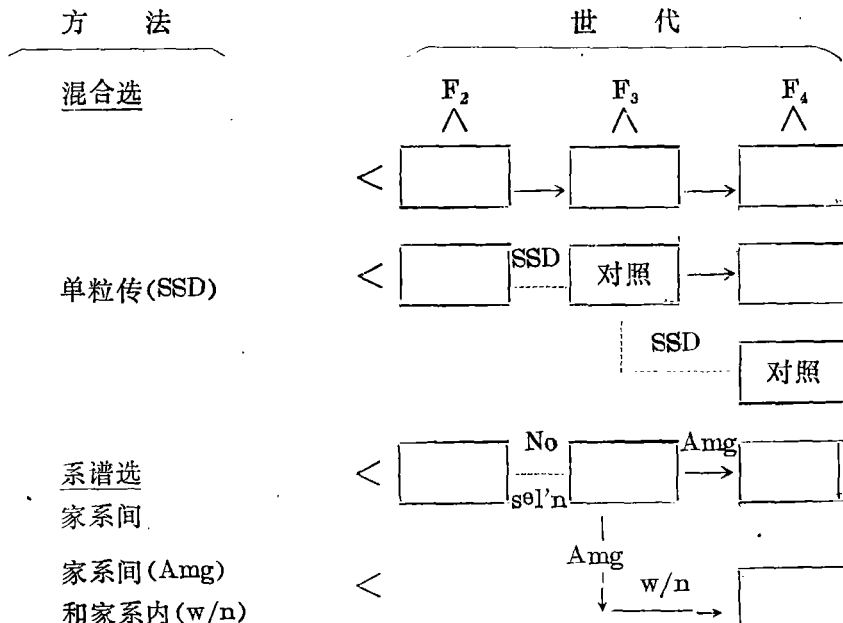 方 法 世 代
混合选 F₂ F₃ F₄
单粒传(SSD) SSD 对照
SSD 对照
系谱选 No Amg
家系间 sel'n
家系间(Amg) Amg w/n
和家系内(w/n)